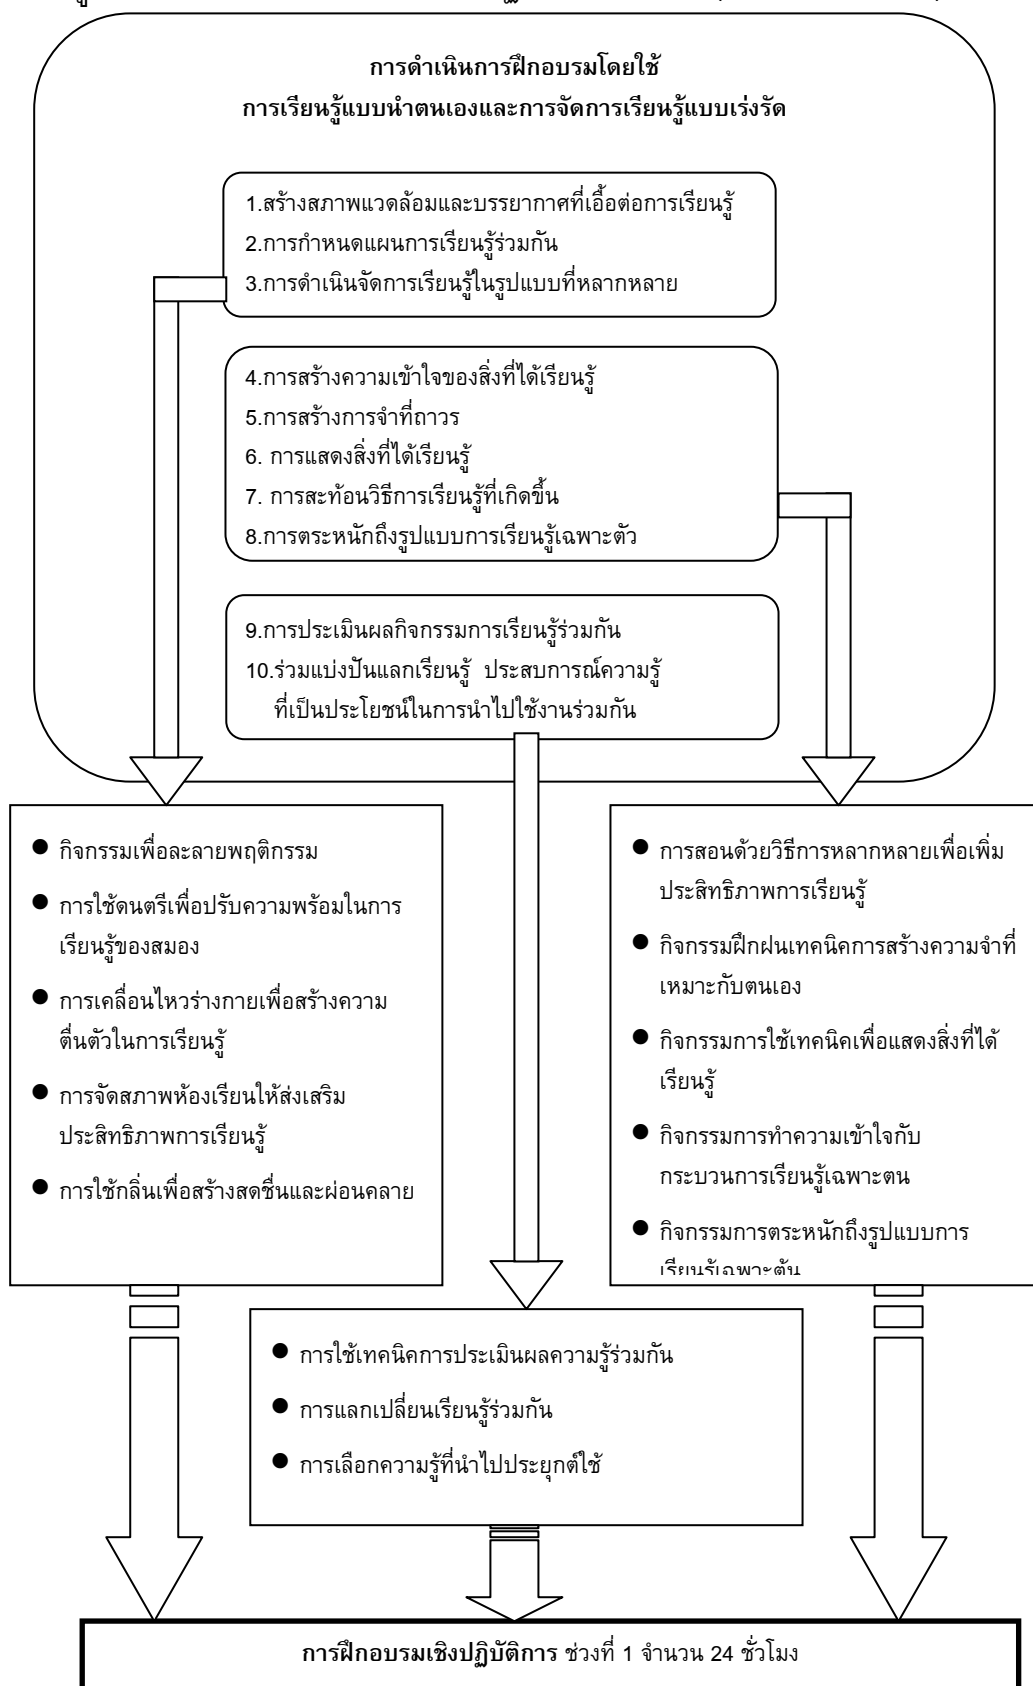 การดำเนินการฝึกอบรมโดยใช้
การเรียนรู้แบบนำตนเองและการจัดการเรียนรู้แบบเร่งรัด
1.สร้างสภาพแวดล้อมและบรรยากาศที่เอื้อต่อการเรียนรู้
2.การกำหนดแผนการเรียนรู้ร่วมกัน
3.การดำเนินจัดการเรียนรู้ในรูปแบบที่หลากหลาย
4.การสร้างความเข้าใจของสิ่งที่ได้เรียนรู้
5.การสร้างการจำที่ถาวร
6. การแสดงสิ่งที่ได้เรียนรู้
7. การสะท้อนวิธีการเรียนรู้ที่เกิดขึ้น
8.การตระหนักถึงรูปแบบการเรียนรู้เฉพาะตัว
9.การประเมินผลกิจกรรมการเรียนรู้ร่วมกัน
10.ร่วมแบ่งปันแลกเรียนรู้ ประสบการณ์ความรู้
ที่เป็นประโยชน์ในการนำไปใช้งานร่วมกัน
● กิจกรรมเพื่อละลายพฤติกรรม
● การใช้ดนตรีเพื่อปรับความพร้อมในการ
เรียนรู้ของสมอง
● การเคลื่อนไหวร่างกายเพื่อสร้างความ
ตื่นตัวในการเรียนรู้
● การจัดสภาพห้องเรียนให้ส่งเสริม
ประสิทธิภาพการเรียนรู้
● การใช้กลิ่นเพื่อสร้างสดชื่นและผ่อนคลาย
● การสอนด้วยวิธีการหลากหลายเพื่อเพิ่ม
ประสิทธิภาพการเรียนรู้
● กิจกรรมฝึกฝนเทคนิคการสร้างความจำที่
เหมาะกับตนเอง
● กิจกรรมการใช้เทคนิคเพื่อแสดงสิ่งที่ได้
เรียนรู้
● กิจกรรมการทำความเข้าใจกับ
กระบวนการเรียนรู้เฉพาะตน
● กิจกรรมการตระหนักถึงรูปแบบการ
● การใช้เทคนิคการประเมินผลความรู้ร่วมกัน
● การแลกเปลี่ยนเรียนรู้ร่วมกัน
● การเลือกความรู้ที่นำไปประยุกต์ใช้
การฝึกอบรมเชิงปฏิบัติการ ช่วงที่ 1 จำนวน 24 ชั่วโมง